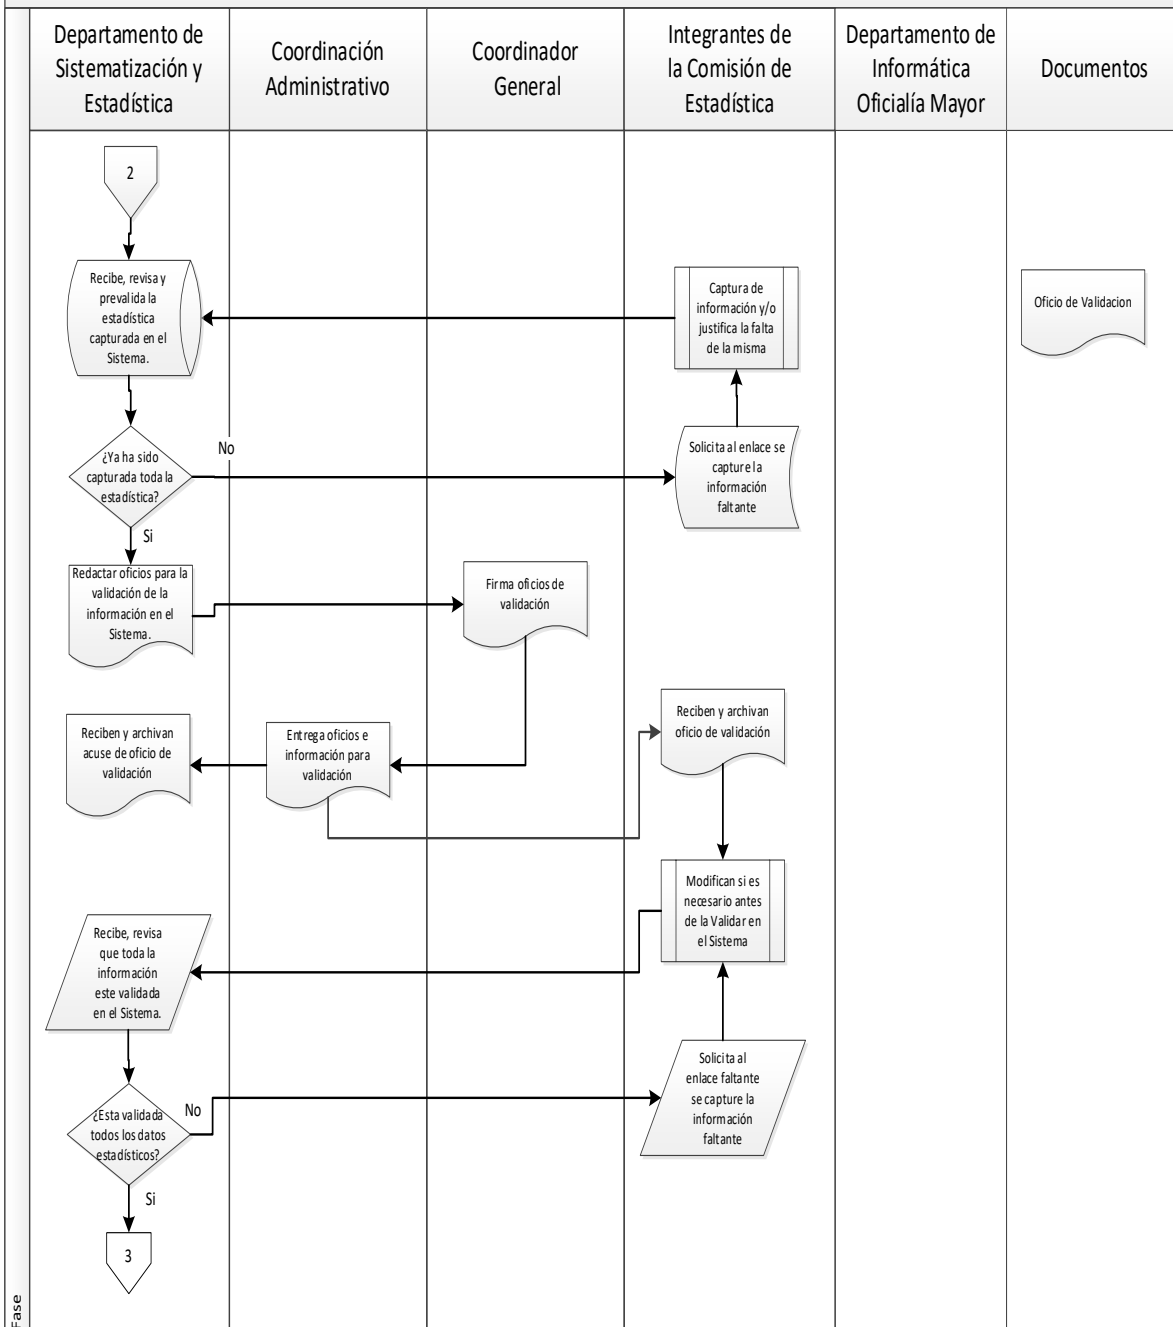 Departamento de
Sistematización y
Estadística
Coordinación
Administrativo
Coordinador
General
Integrantes de
la Comisión de
Estadística
Departamento de
Informática
Oficialía Mayor
Documentos
2
Recibe, revisa y
prevalida la
estadística
capturada en el
Sistema.
Captura de
información y/o
justifica la falta
de la misma
Oficio de Validacion
¿Ya ha sido
capturada toda la
estadística?
No
Solicita al enlace se
capture la
información
faltante
Si
Redactar oficios para la
validación de la
información en el
Sistema.
Firma oficios de
validación
Reciben y archivan
acuse de oficio de
validación
Entrega oficios e
información para
validación
Reciben y archivan
oficio de validación
Modifican si es
necesario antes
de la Validar en
el Sistema
Recibe, revisa
que toda la
información
este validada
en el Sistema.
Solicita al
enlace faltante
se capture la
información
faltante
¿Esta validada
todos los datos
estadísticos?
No
Si
3
Fase